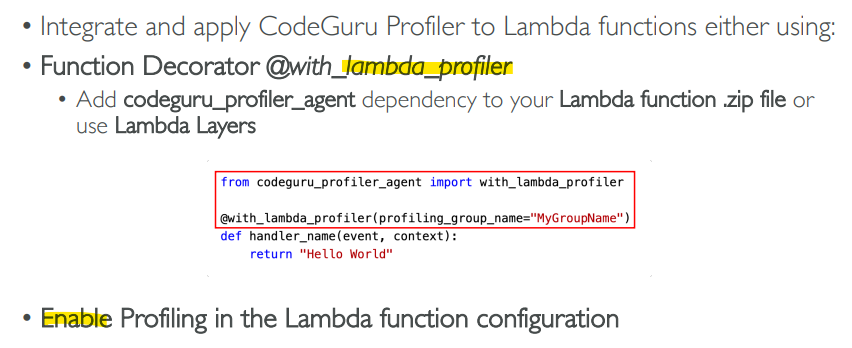 • Integrate and apply CodeGuru Profiler to Lambda functions either using:
• Function Decorator @with_lambda_profiler
• Add codeguru_profiler_agent dependency to your Lambda function .zip file or
use Lambda Layers
from codeguru_profiler_agent import with_lambda_profiler
@with_lambda_profiler(profiling_group_name="MyGroupName")
def handler_name(event, context):
    return "Hello World"
• Enable Profiling in the Lambda function configuration